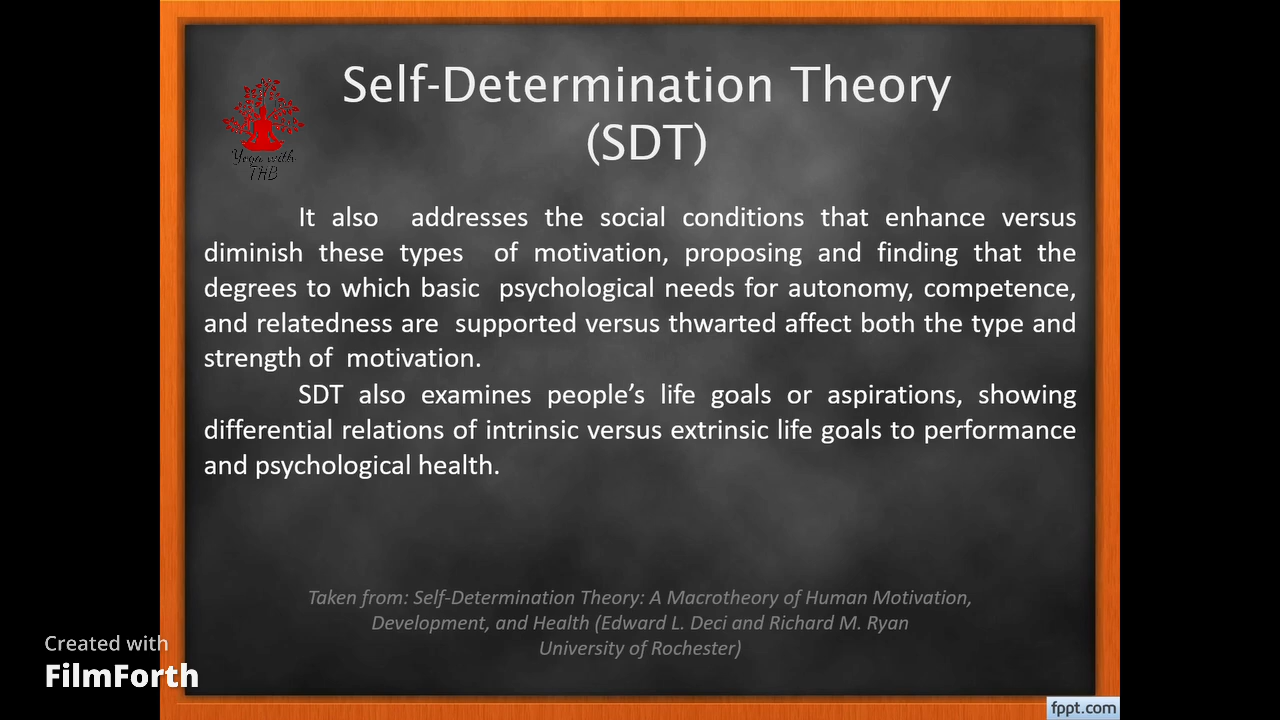 Self-Determination Theory
(SDT)
Yoga with
THB
It also addresses the social conditions that enhance versus
diminish these types of motivation, proposing and finding that the
degrees to which basic psychological needs for autonomy, competence,
and relatedness are supported versus thwarted affect both the type and
strength of motivation.
SDT also examines people’s life goals or aspirations, showing
differential relations of intrinsic versus extrinsic life goals to performance
and psychological health.
Taken from: Self-Determination Theory: A Macrotheory of Human Motivation,
Development, and Health (Edward L. Deci and Richard M. Ryan
University of Rochester)
Created with
FilmForth
fppt.com